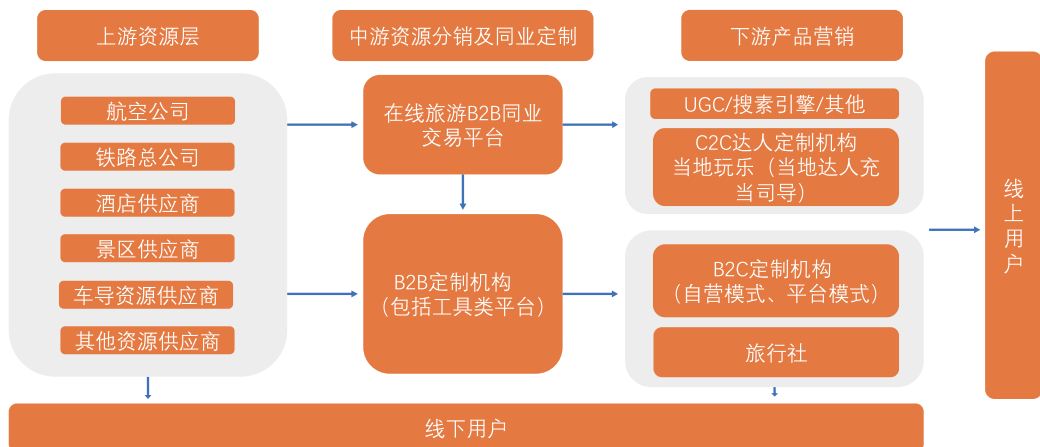 上游资源层
中游资源分销及同业定制
下游产品营销
航空公司
铁路总公司
酒店供应商
景区供应商
车导资源供应商
其他资源供应商
在线旅游B2B同业
交易平台
B2B定制机构
（包括工具类平台）
UGC/搜素引擎/其他
C2C达人定制机构
当地玩乐（当地达人充
当司导）
B2C定制机构
（自营模式、平台模式）
旅行社
线上用户
线下用户